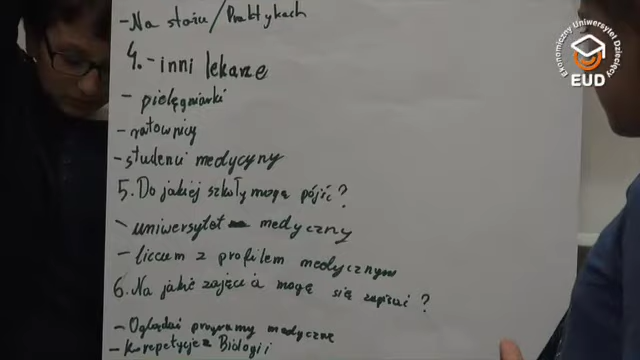 - Na stażu / Praktykach
4. - inni lekarze
- pielęgniarki
- ratownicy
- studenci medycyny
5. Do jakiej szkoły mogą pójść?
- uniwersytet medyczny
- liceum z profilem medycznym
6. Na jakie zajęcia mogę się zapisać?
- Oglądać programy medyczne
- Korepetycje z Biologii
Ekonomiczny Uniwersytet Dziecięcy
EUD